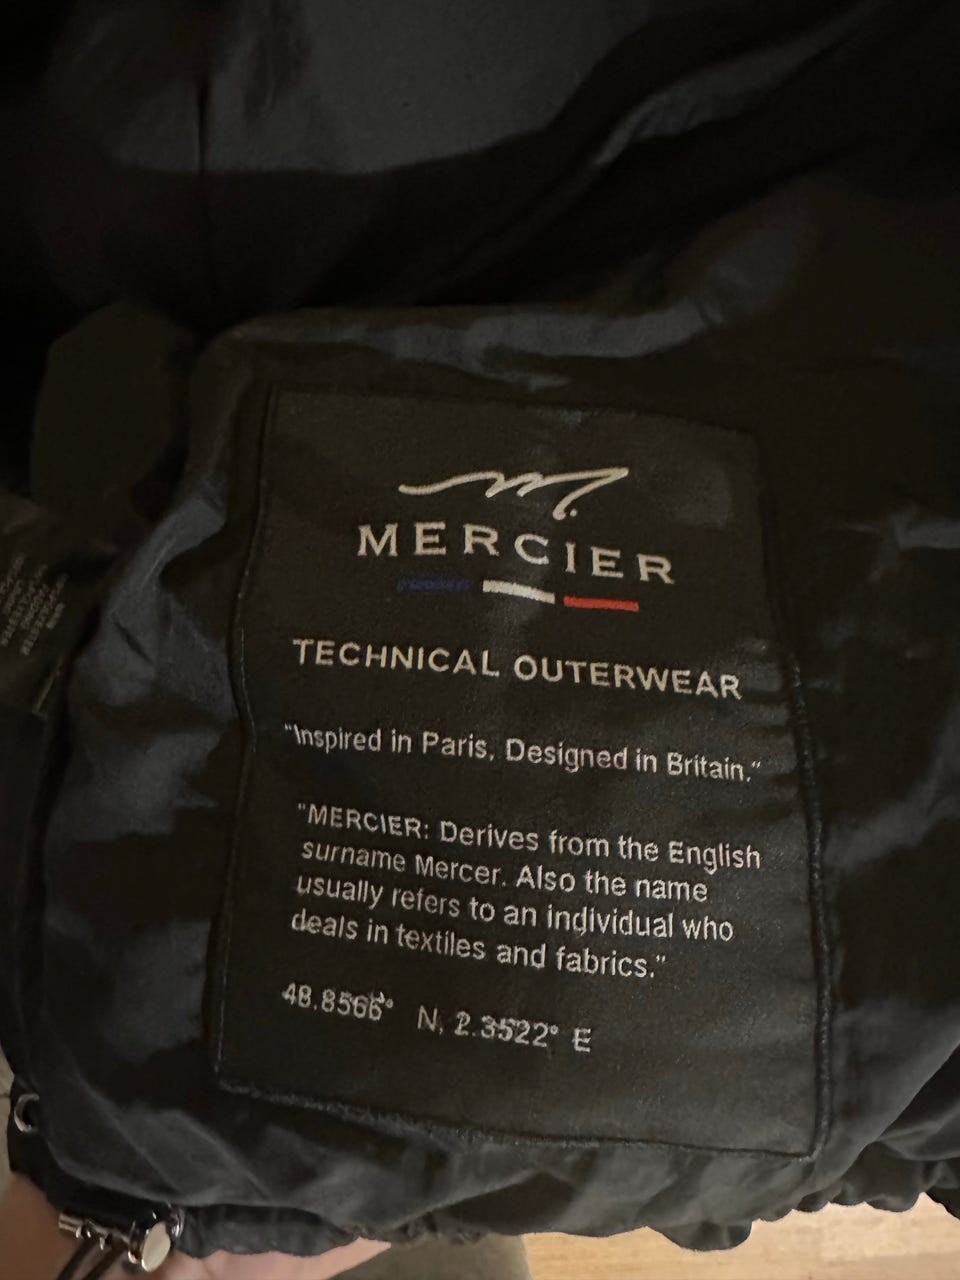 m.
MERCIER
TECHNICAL OUTERWEAR
"Inspired in Paris, Designed in Britain."
"MERCIER: Derives from the English
surname Mercer. Also the name
usually refers to an individual who
deals in textiles and fabrics."
48.8566° N, 2.3522° E